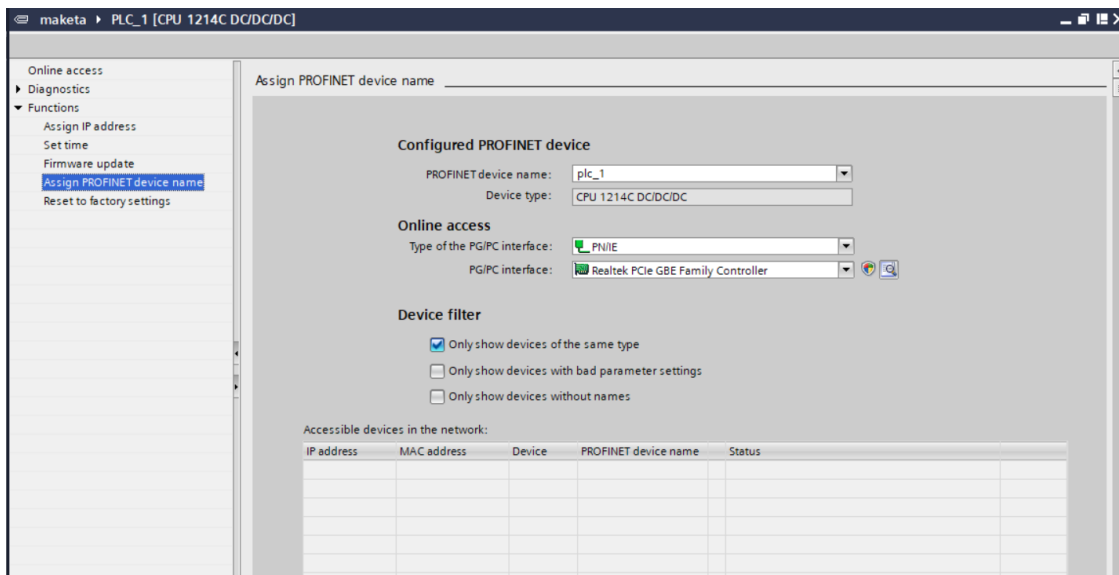 maketa ▸ PLC_1 [CPU 1214C DC/DC/DC]
Online access
Diagnostics
Functions
Assign IP address
Set time
Firmware update
Assign PROFINET device name
Reset to factory settings
Assign PROFINET device name
Configured PROFINET device
PROFINET device name: plc_1
Device type: CPU 1214C DC/DC/DC
Online access
Type of the PG/PC interface: PN/IE
PG/PC interface: Realtek PCIe GBE Family Controller
Device filter
Only show devices of the same type
Only show devices with bad parameter settings
Only show devices without names
Accessible devices in the network:
IP address MAC address Device PROFINET device name Status